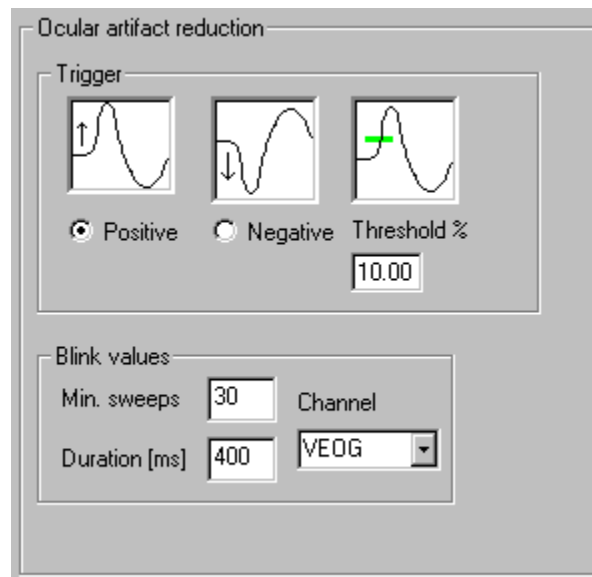 Ocular artifact reduction
Trigger
Positive
Negative
Threshold %
10.00
Blink values
Min. sweeps
30
Channel
Duration [ms]
400
VEOG